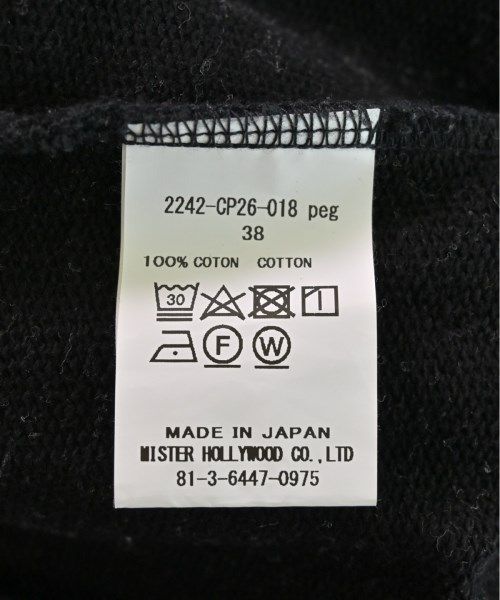 2242-CP26-018 peg
38
100% COTON COTTON
30
F W
MADE IN JAPAN
MISTER HOLLYWOOD CO.,LTD
81-3-6447-0975